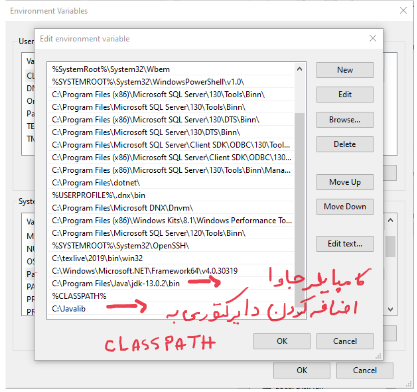 Environment Variables
Edit environment variable
%SystemRoot%\System32\Wbem
%SYSTEMROOT%\System32\WindowsPowerShell\v1.0\
C:\Program Files (x86)\Microsoft SQL Server\130\Tools\Binn\
C:\Program Files\Microsoft SQL Server\130\Tools\Binn\
C:\Program Files (x86)\Microsoft SQL Server\130\DTS\Binn\
C:\Program Files\Microsoft SQL Server\130\DTS\Binn\
C:\Program Files\Microsoft SQL Server\Client SDK\ODBC\130\Tool...
C:\Program Files (x86)\Microsoft SQL Server\Client SDK\ODBC\130...
C:\Program Files (x86)\Microsoft SQL Server\130\Tools\Binn\Mana...
C:\Program Files\dotnet\
%USERPROFILE%\.dnx\bin
C:\Program Files\Microsoft DNX\Dnvm\
C:\Program Files (x86)\Windows Kits\8.1\Windows Performance To...
C:\Program Files\Microsoft SQL Server\120\Tools\Binn\
%SYSTEMROOT%\System32\OpenSSH\
C:\texlive\2019\bin\win32
C:\Windows\Microsoft.NET\Framework64\v4.0.30319
C:\Program Files\Java\jdk-13.0.2\bin
%CLASSPATH%
C:\Javalib
New
Edit
Browse...
Delete
Move Up
Move Down
Edit text...
کامپایلر جاوا
اضافه کردن دایرکتوری به
CLASSPATH
OK
Cancel
OK
Cancel